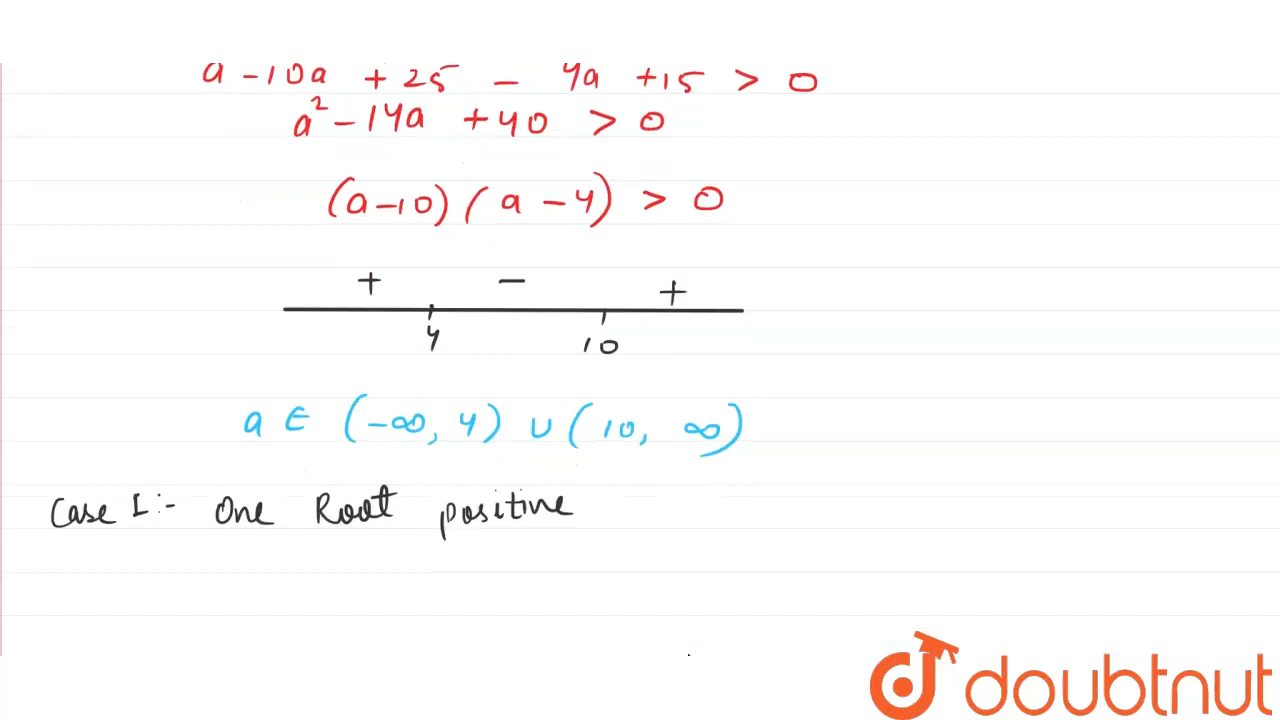 a - 10a + 25 - 4a + 15 > 0
a² - 14a + 40 > 0
(a - 10) (a - 4) > 0
+ - +
4 10
a ∈ (-∞, 4) ∪ (10, ∞)
Case I :- One Root positive
doubtnut